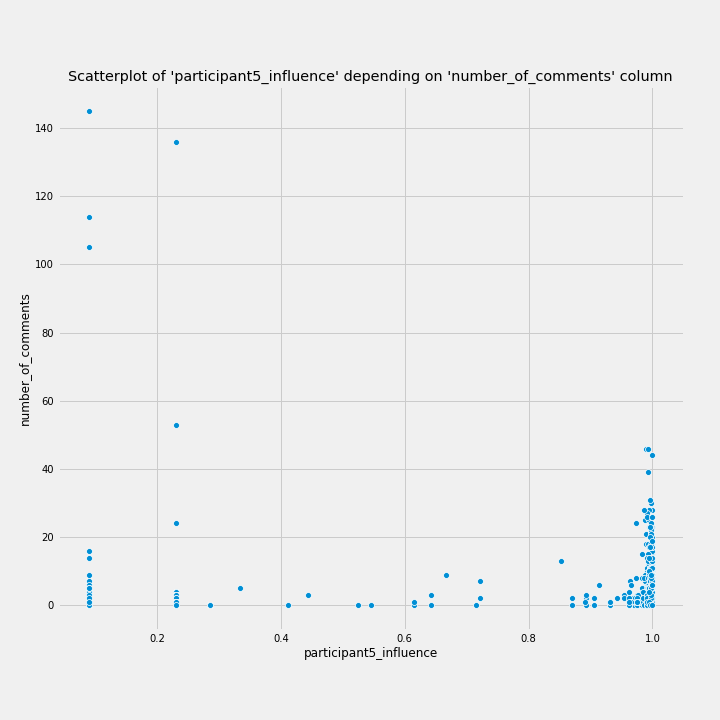 Scatterplot of 'participant5_influence' depending on 'number_of_comments' column
140
120
100
80
60
40
20
0
number_of_comments
0.2 0.4 0.6 0.8 1.0
participant5_influence